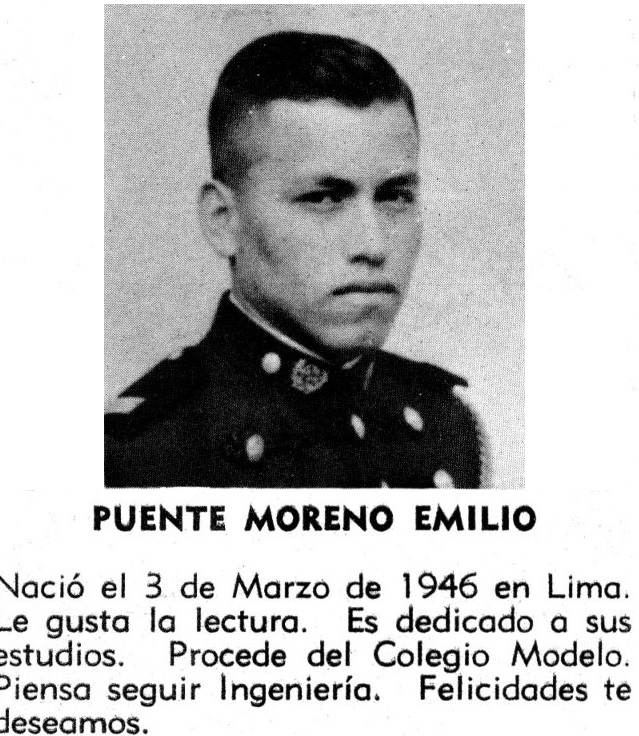 PUENTE MORENO EMILIO
Nació el 3 de Marzo de 1946 en Lima.
Le gusta la lectura. Es dedicado a sus
estudios. Procede del Colegio Modelo.
Piensa seguir Ingeniería. Felicidades te
deseamos.